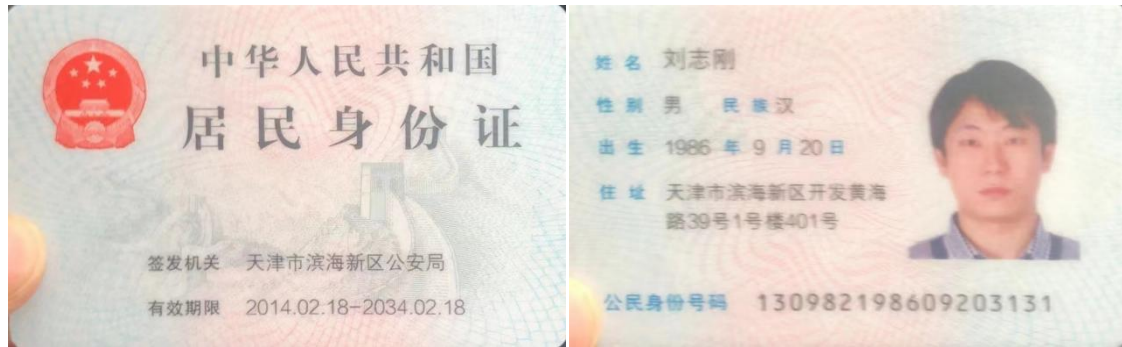 中华人民共和国
居民身份证
签发机关 天津市滨海新区公安局
有效期限 2014.02.18-2034.02.18
姓名 刘志刚
性别 男 民族 汉
出生 1986 年 9 月 20 日
住址 天津市滨海新区开发黄海
路39号1号楼401号
公民身份号码 130982198609203131